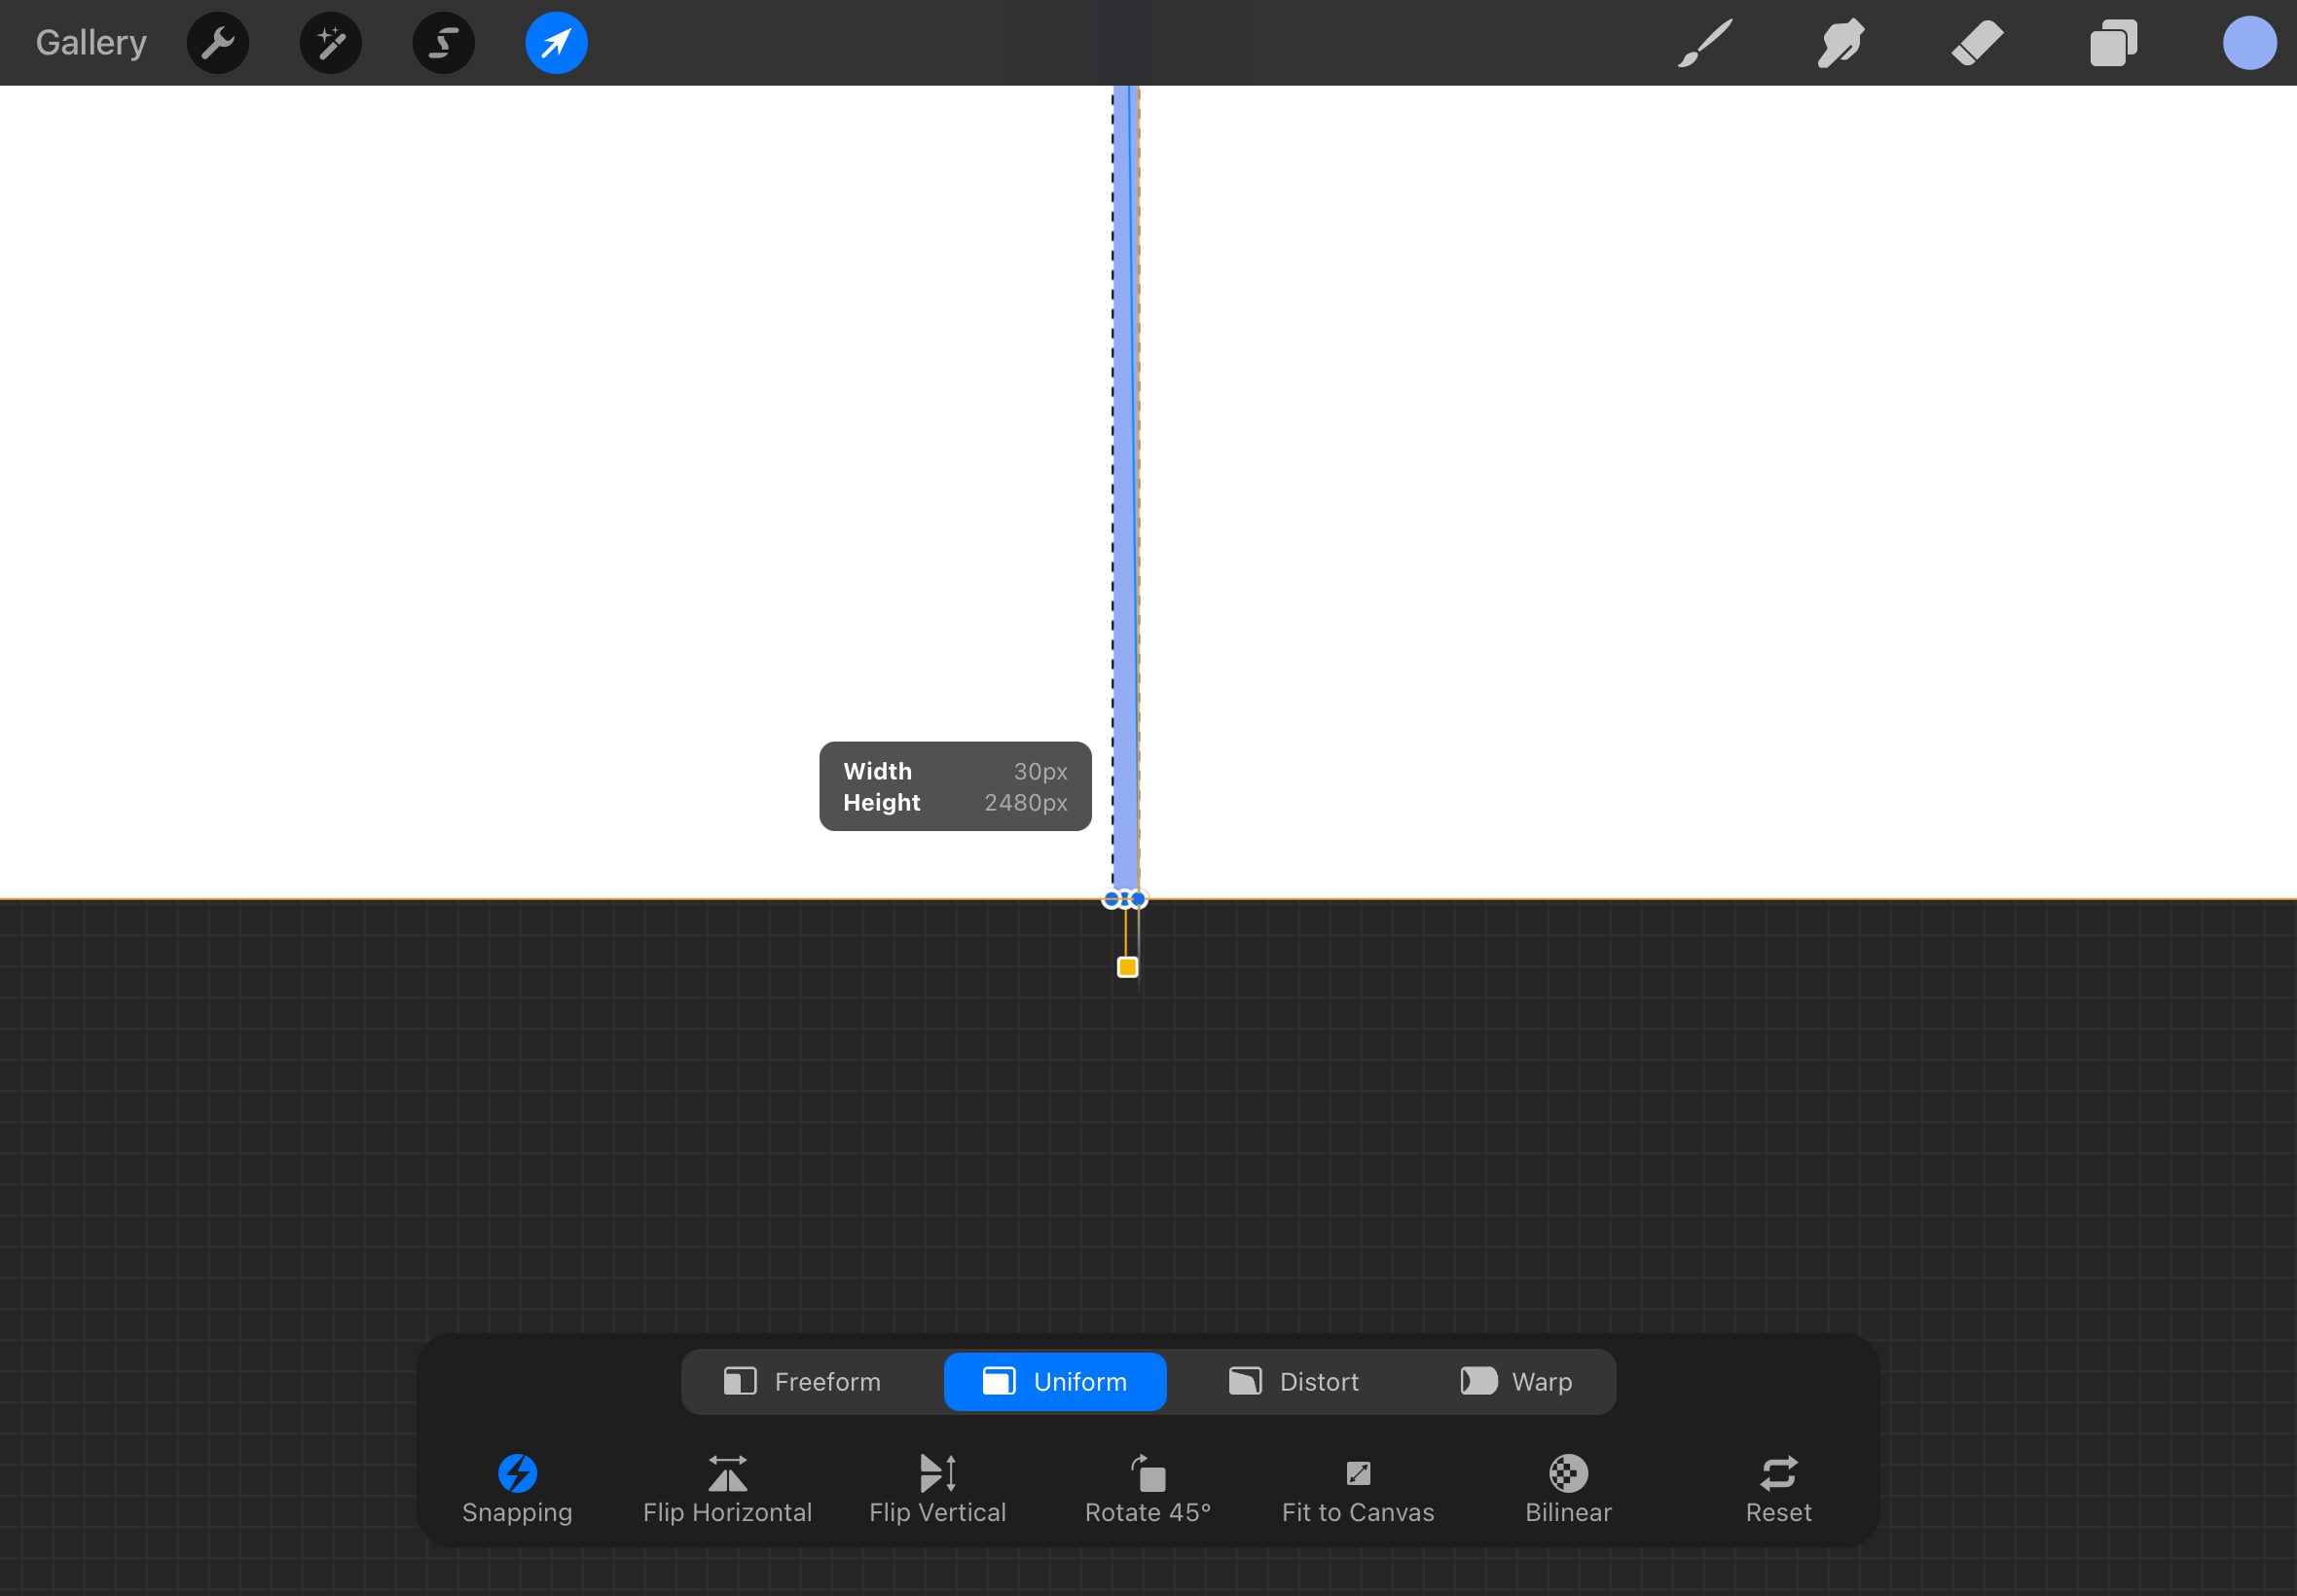 Gallery
Width 30px
Height 2480px
Freeform Uniform Distort Warp
Snapping Flip Horizontal Flip Vertical Rotate 45° Fit to Canvas Bilinear Reset